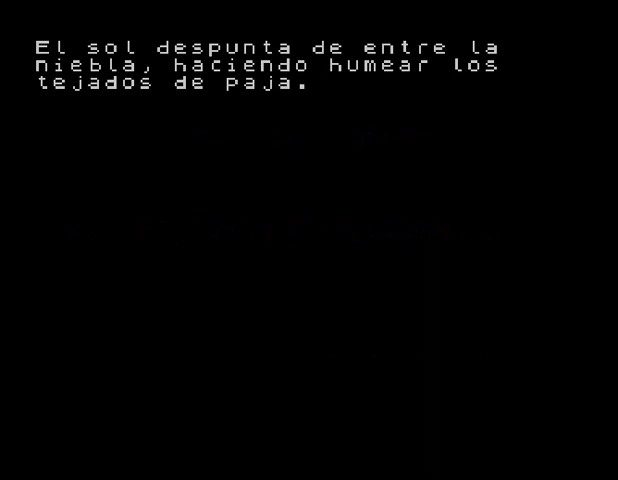 El sol despunta de entre la
niebla, haciendo humear los
tejados de paja.